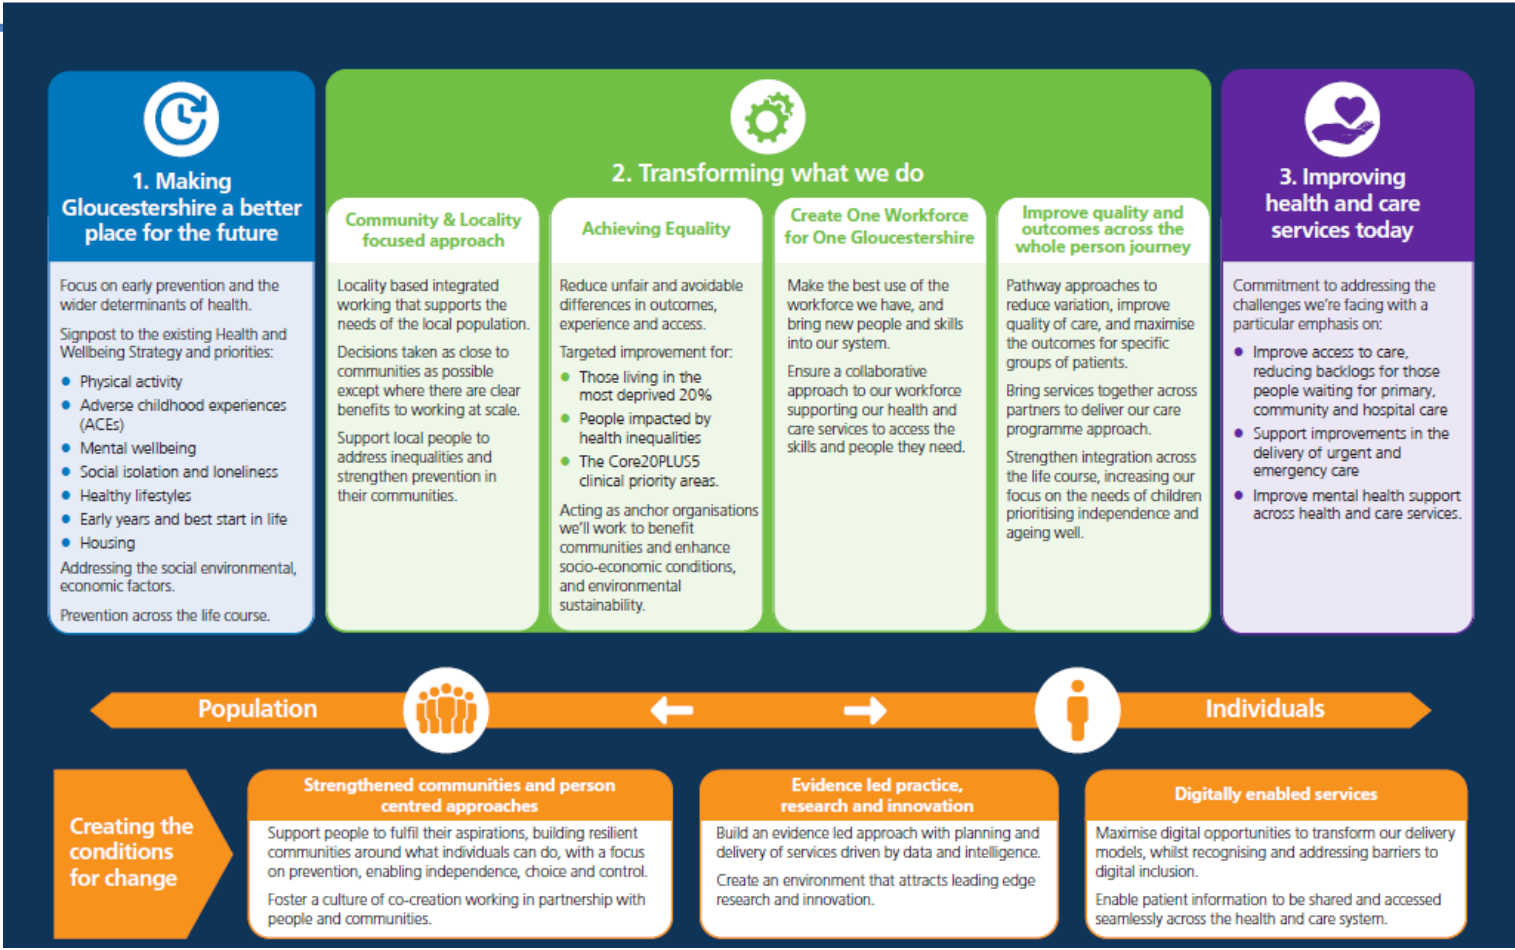 1. Making
Gloucestershire a better
place for the future
Focus on early prevention and the
wider determinants of health.
Signpost to the existing Health and
Wellbeing Strategy and priorities:
Physical activity
Adverse childhood experiences
(ACEs)
Mental wellbeing
Social isolation and loneliness
Healthy lifestyles
Early years and best start in life
Housing
Addressing the social environmental,
economic factors.
Prevention across the life course.
2. Transforming what we do
Community & Locality
focused approach
Locality based integrated
working that supports the
needs of the local population.
Decisions taken as close to
communities as possible
except where there are clear
benefits to working at scale.
Support local people to
address inequalities and
strengthen prevention in
their communities.
Achieving Equality
Reduce unfair and avoidable
differences in outcomes,
experience and access.
Targeted improvement for:
Those living in the
most deprived 20%
People impacted by
health inequalities
The Core20PLUS5
clinical priority areas.
Acting as anchor organisations
we'll work to benefit
communities and enhance
socio-economic conditions,
and environmental
sustainability.
Create One Workforce
for One Gloucestershire
Make the best use of the
workforce we have, and
bring new people and skills
into our system.
Ensure a collaborative
approach to our workforce
supporting our health and
care services to access the
skills and people they need.
Improve quality and
outcomes across the
whole person journey
Pathway approaches to
reduce variation, improve
quality of care, and maximise
the outcomes for specific
groups of patients.
Bring services together across
partners to deliver our care
programme approach.
Strengthen integration across
the life course, increasing our
focus on the needs of children
prioritising independence and
ageing well.
3. Improving
health and care
services today
Commitment to addressing the
challenges we're facing with a
particular emphasis on:
Improve access to care,
reducing backlogs for those
people waiting for primary,
community and hospital care
Support improvements in the
delivery of urgent and
emergency care
Improve mental health support
across health and care services.
Population
Individuals
Creating the
conditions
for change
Strengthened communities and person
centred approaches
Support people to fulfil their aspirations, building resilient
communities around what individuals can do, with a focus
on prevention, enabling independence, choice and control.
Foster a culture of co-creation working in partnership with
people and communities.
Evidence led practice,
research and innovation
Build an evidence led approach with planning and
delivery of services driven by data and intelligence.
Create an environment that attracts leading edge
research and innovation.
Digitally enabled services
Maximise digital opportunities to transform our delivery
models, whilst recognising and addressing barriers to
digital inclusion.
Enable patient information to be shared and accessed
seamlessly across the health and care system.